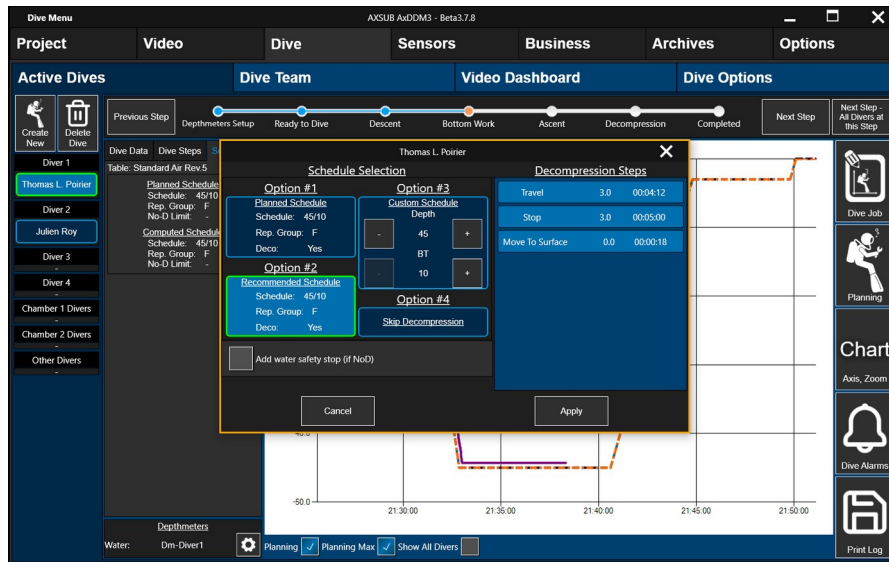 Dive Menu
AXSUB AxDDM3 - Beta3.7.8
Project Video Dive Sensors Business Archives Options
Active Dives Dive Team Video Dashboard Dive Options
Create New
Delete Dive
Previous Step
Depthmeters Setup Ready to Dive Descent Bottom Work Ascent Decompression Completed
Next Step
Next Step - All Divers at this Step
Diver 1
Thomas L. Poirier
Diver 2
Julien Roy
Diver 3
-
Diver 4
-
Chamber 1 Divers
-
Chamber 2 Divers
-
Other Divers
-
Dive Data Dive Steps
Table: Standard Air Rev.5
Planned Schedule
Schedule: 45/10
Rep. Group: F
No-D Limit: -
Computed Schedule
Schedule: 45/10
Rep. Group: F
No-D Limit: -
Depthmeters
Water: Dm-Diver1
Thomas L. Poirier
Schedule Selection
Option #1
Planned Schedule
Schedule: 45/10
Rep. Group: F
Deco: Yes
Option #2
Recommended Schedule
Schedule: 45/10
Rep. Group: F
Deco: Yes
Option #3
Custom Schedule
Depth
- 45 +
BT
- 10 +
Option #4
Skip Decompression
Add water safety stop (if NoD)
Decompression Steps
Travel 3.0 00:04:12
Stop 3.0 00:05:00
Move To Surface 0.0 00:00:18
Cancel
Apply
-50.0
21:30:00 21:35:00 21:40:00 21:45:00 21:50:00
Planning Planning Max Show All Divers
Dive Job
Planning
Chart
Axis, Zoom
Dive Alarms
Print Log